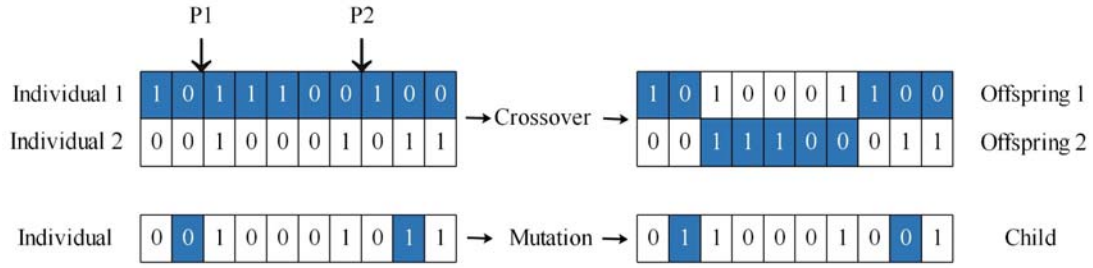 P1 P2
Individual 1 1 0 1 1 1 0 0 1 0 0 1 0 1 0 0 0 1 1 0 0 Offspring 1
Crossover
Individual 2 0 0 1 0 0 0 1 0 1 1 0 0 1 1 1 0 0 0 1 1 Offspring 2
Individual 0 0 1 0 0 0 1 0 1 1 Mutation 0 1 1 0 0 0 1 0 0 1 Child